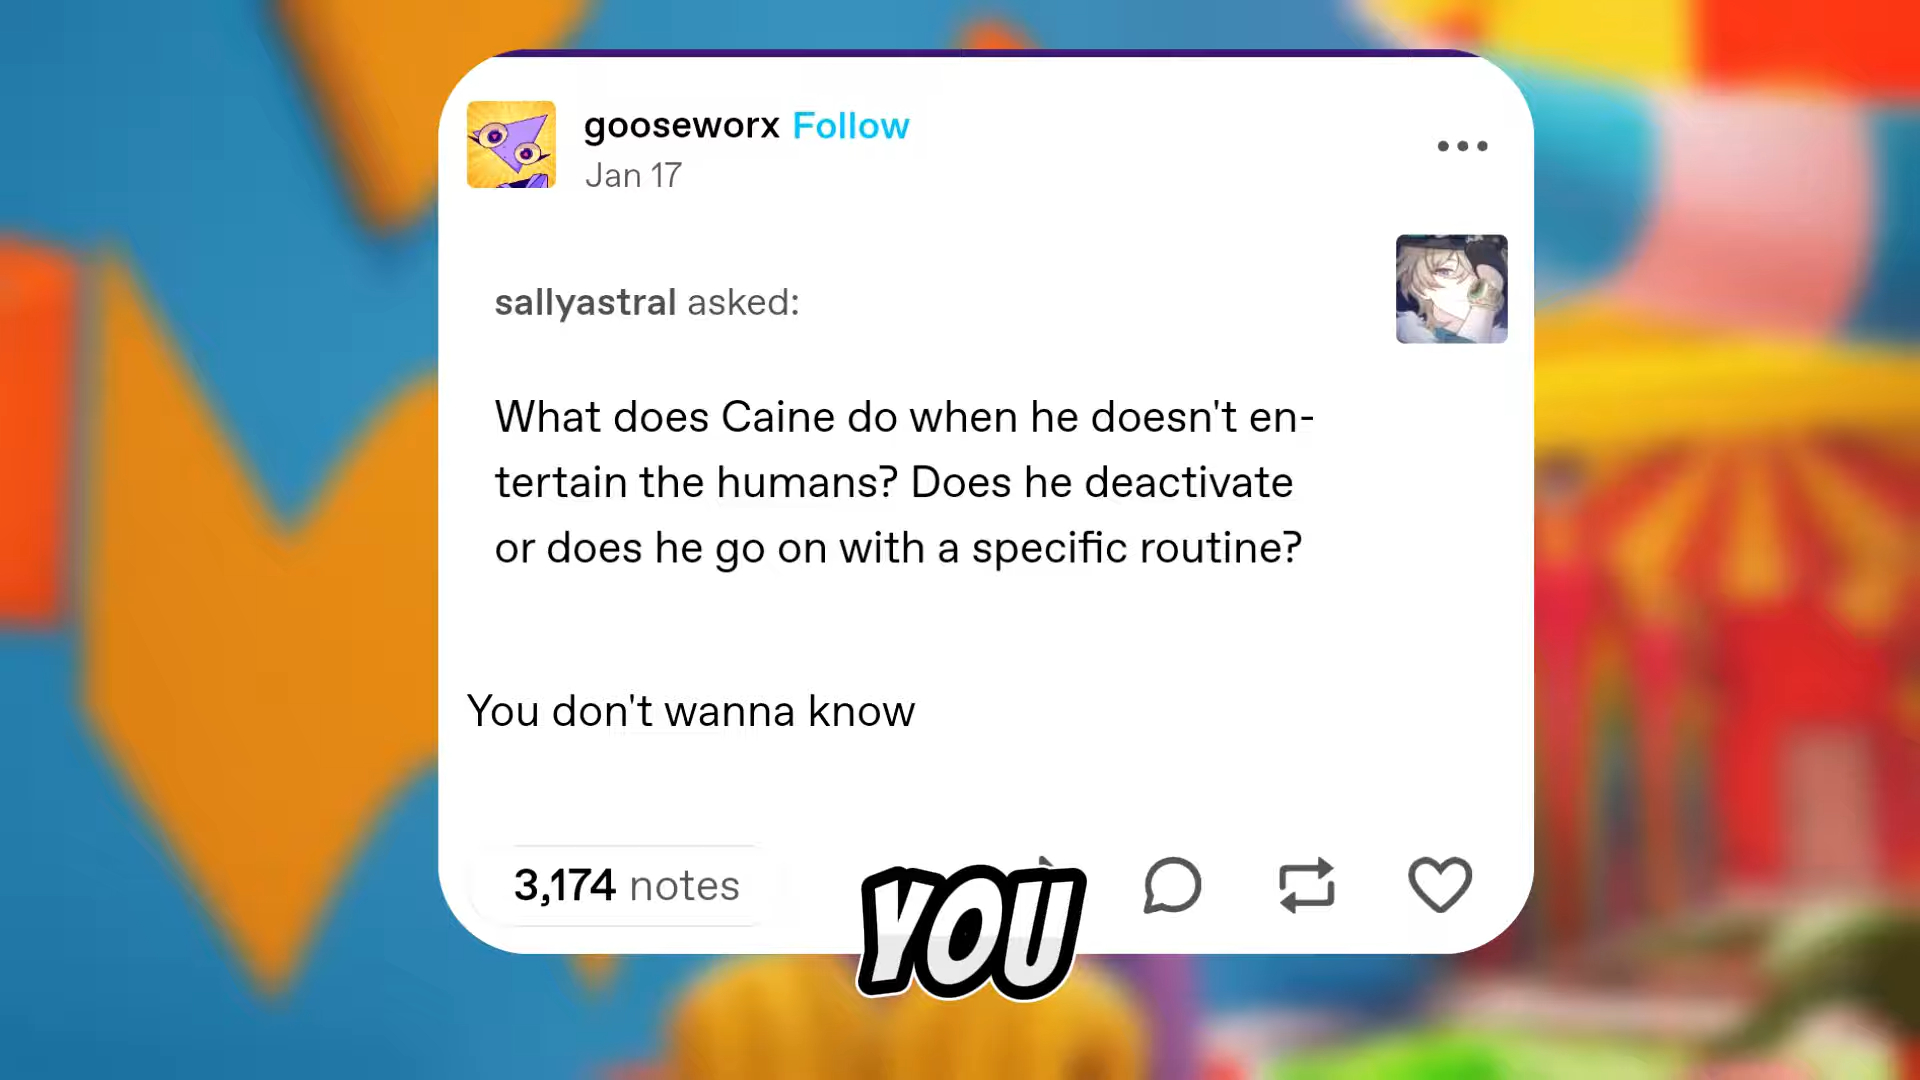 gooseworx Follow
Jan 17
sallyastral asked:
What does Caine do when he doesn't en-
tertain the humans? Does he deactivate
or does he go on with a specific routine?
You don't wanna know
3,174 notes
YOU